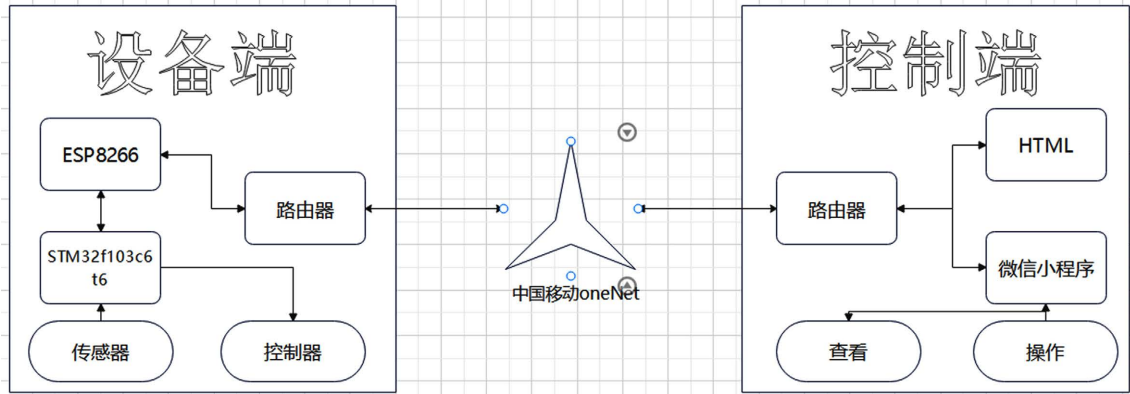 设备端
ESP8266
路由器
STM32f103c6
t6
传感器
控制器
中国移动oneNet
控制端
HTML
路由器
微信小程序
查看
操作